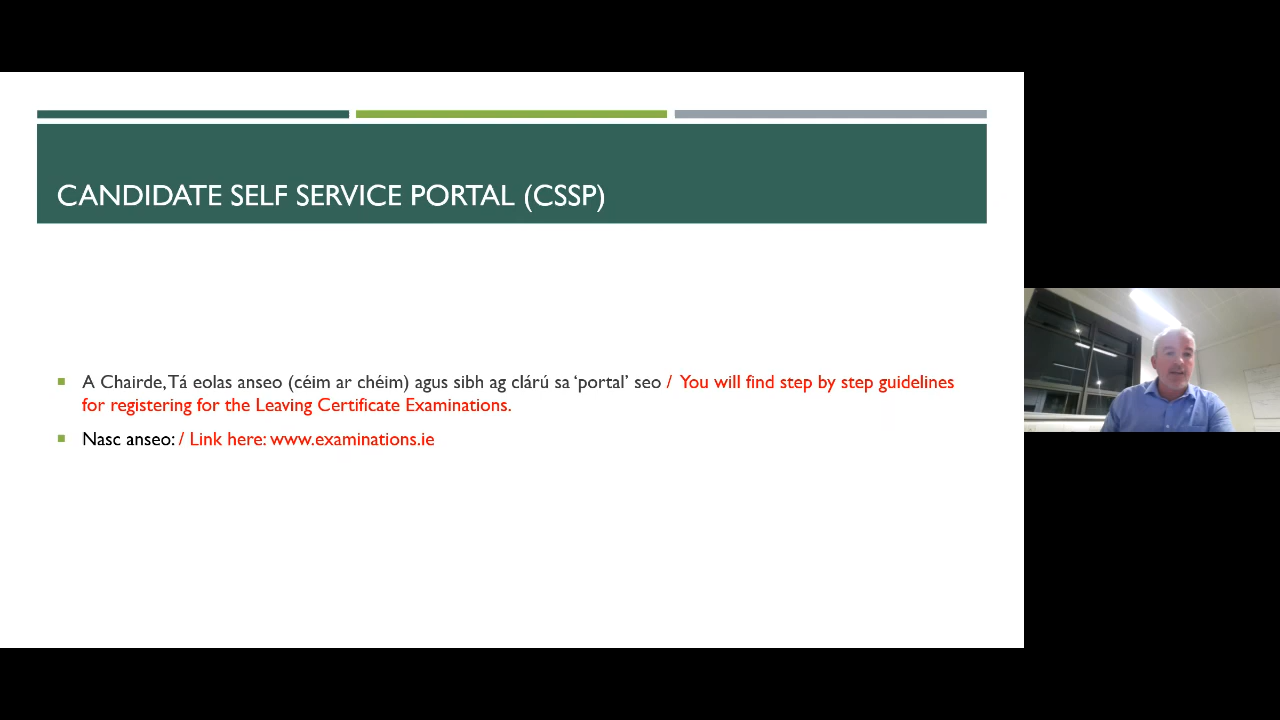 CANDIDATE SELF SERVICE PORTAL (CSSP)
A Chairde, Tá eolas anseo (céim ar chéim) agus sibh ag clárú sa ‘portal’ seo / You will find step by step guidelines
for registering for the Leaving Certificate Examinations.
Nasc anseo: / Link here: www.examinations.ie